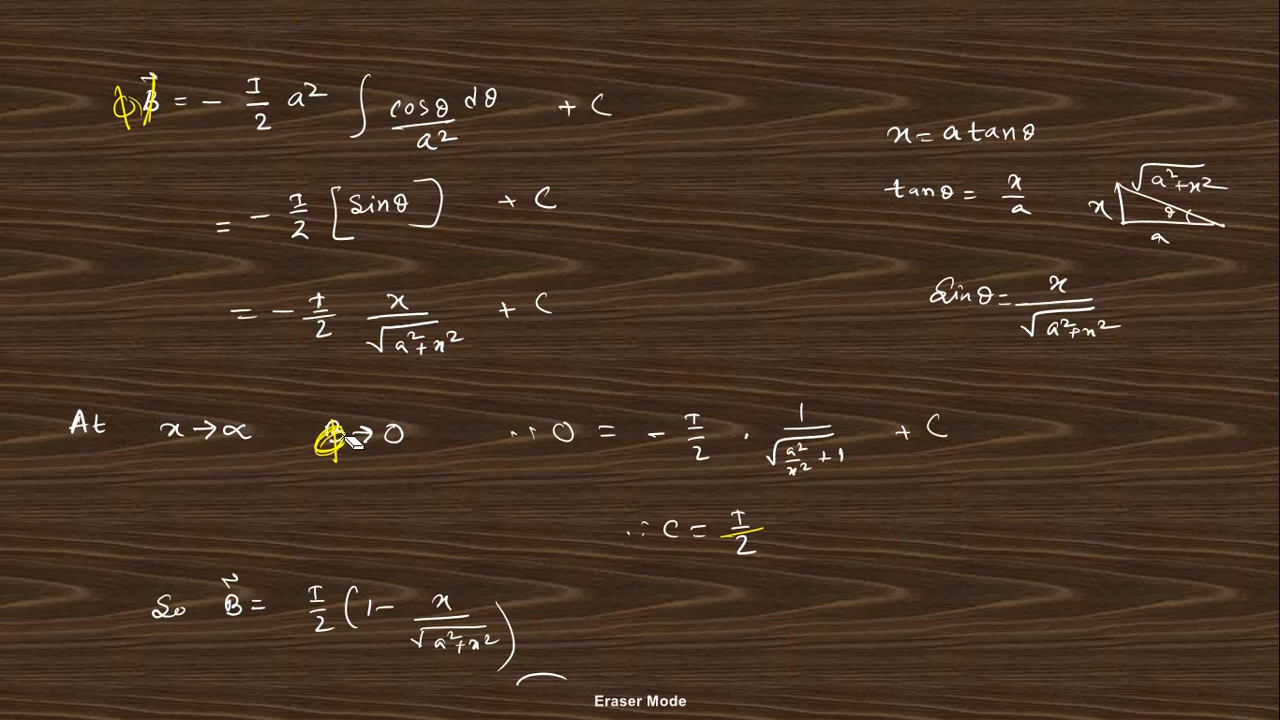 ϕ B⃗ = - I/2 a² ∫ cosθ dθ / a² + C
x = a tanθ
tanθ = x/a
√(a²+x²)
x
θ
a
= - I/2 [sinθ] + C
sinθ = x/√(a²+x²)
= - I/2 x/√(a²+x²) + C
At x → ∝ ϕ → 0 ∴ 0 = - I/2 · 1/√(a²/x² + 1) + C
∴ C = I/2
So B⃗ = I/2 (1 - x/√(a²+x²))
Eraser Mode